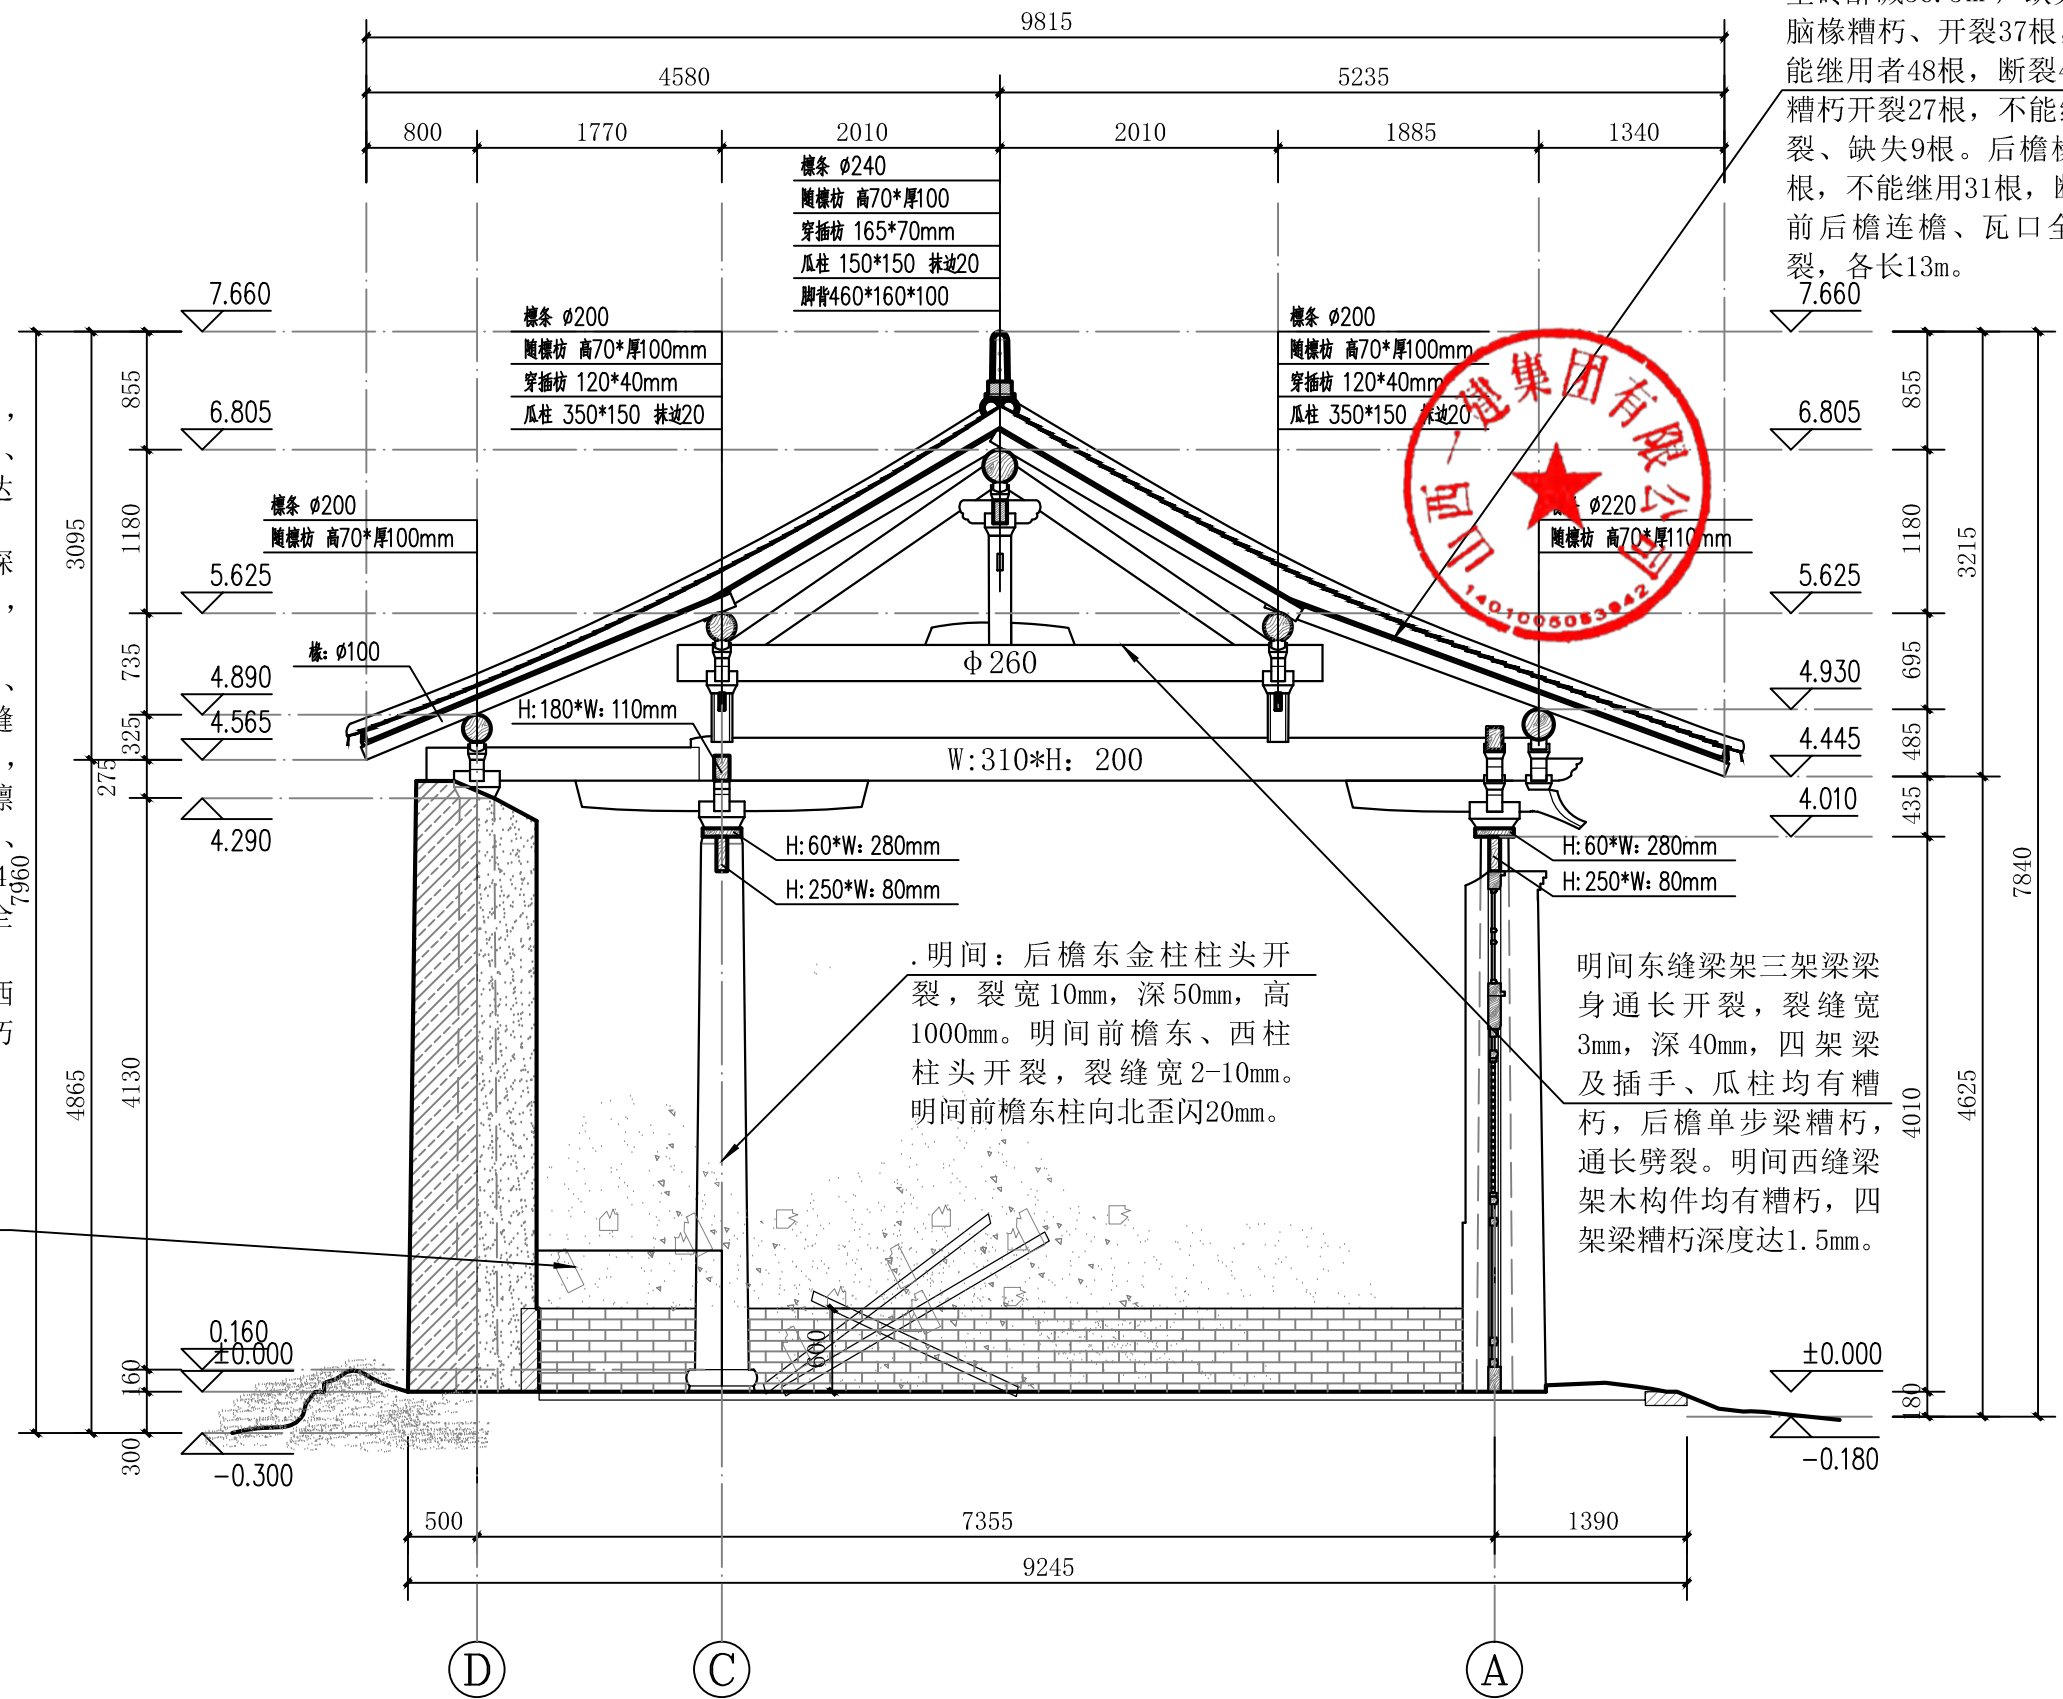 9815
4580
5235
800
1770
2010
2010
1885
1340
脑椽糟朽、开裂37根
能继用者48根，断裂4
糟朽开裂27根，不能
裂、缺失9根。后檐
根，不能继用31根，
前后檐连檐、瓦口
裂，各长13m。
檩条 ø240
随檩枋 高70*厚100
穿插枋 165*70mm
瓜柱 150*150 抹边20
脚背460*160*100
檩条 ø200
随檩枋 高70*厚100mm
穿插枋 120*40mm
瓜柱 350*150 抹边20
檩条 ø200
随檩枋 高70*厚100mm
穿插枋 120*40mm
瓜柱 350*150 抹边20
檩条 ø200
随檩枋 高70*厚100mm
ø220
随檩枋 高70*厚110mm
椽: ø100
山西一建集团有限公司
1401005053942
7.660
6.805
5.625
4.890
4.565
4.290
0.160
±0.000
-0.300
7.660
6.805
5.625
4.930
4.445
4.010
±0.000
-0.180
855
1180
735
325
275
4130
160
300
3095
4865
7960
855
1180
695
485
435
4010
180
3215
4625
7840
ф260
H:180*W: 110mm
W:310*H: 200
H:60*W: 280mm
H:250*W: 80mm
H:60*W: 280mm
H:250*W: 80mm
.明间: 后檐东金柱柱头开
裂，裂宽10mm，深50mm，高
1000mm。明间前檐东、西柱
柱头开裂，裂缝宽2-10mm。
明间前檐东柱向北歪闪20mm。
明间东缝梁架三架梁梁
身通长开裂，裂缝宽
3mm，深40mm，四架梁
及插手、瓜柱均有糟
朽，后檐单步梁糟朽，
通长劈裂。明间西缝梁
架木构件均有糟朽，四
架梁糟朽深度达1.5mm。
600
500
7355
1390
9245
D
C
A